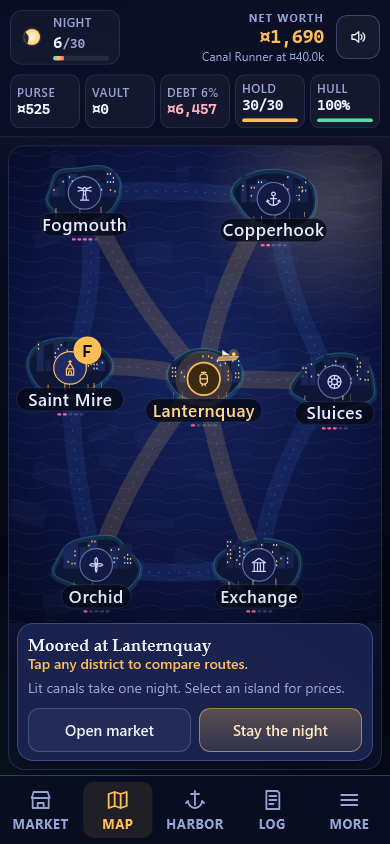 NIGHT
6/30
NET WORTH
¤1,690
Canal Runner at ¤40.0k
PURSE
¤525
VAULT
¤0
DEBT 6%
¤6,457
HOLD
30/30
HULL
100%
Fogmouth
Copperhook
F
Saint Mire
Lanternquay
Sluices
Orchid
Exchange
Moored at Lanternquay
Tap any district to compare routes.
Lit canals take one night. Select an island for prices.
Open market
Stay the night
MARKET
MAP
HARBOR
LOG
MORE